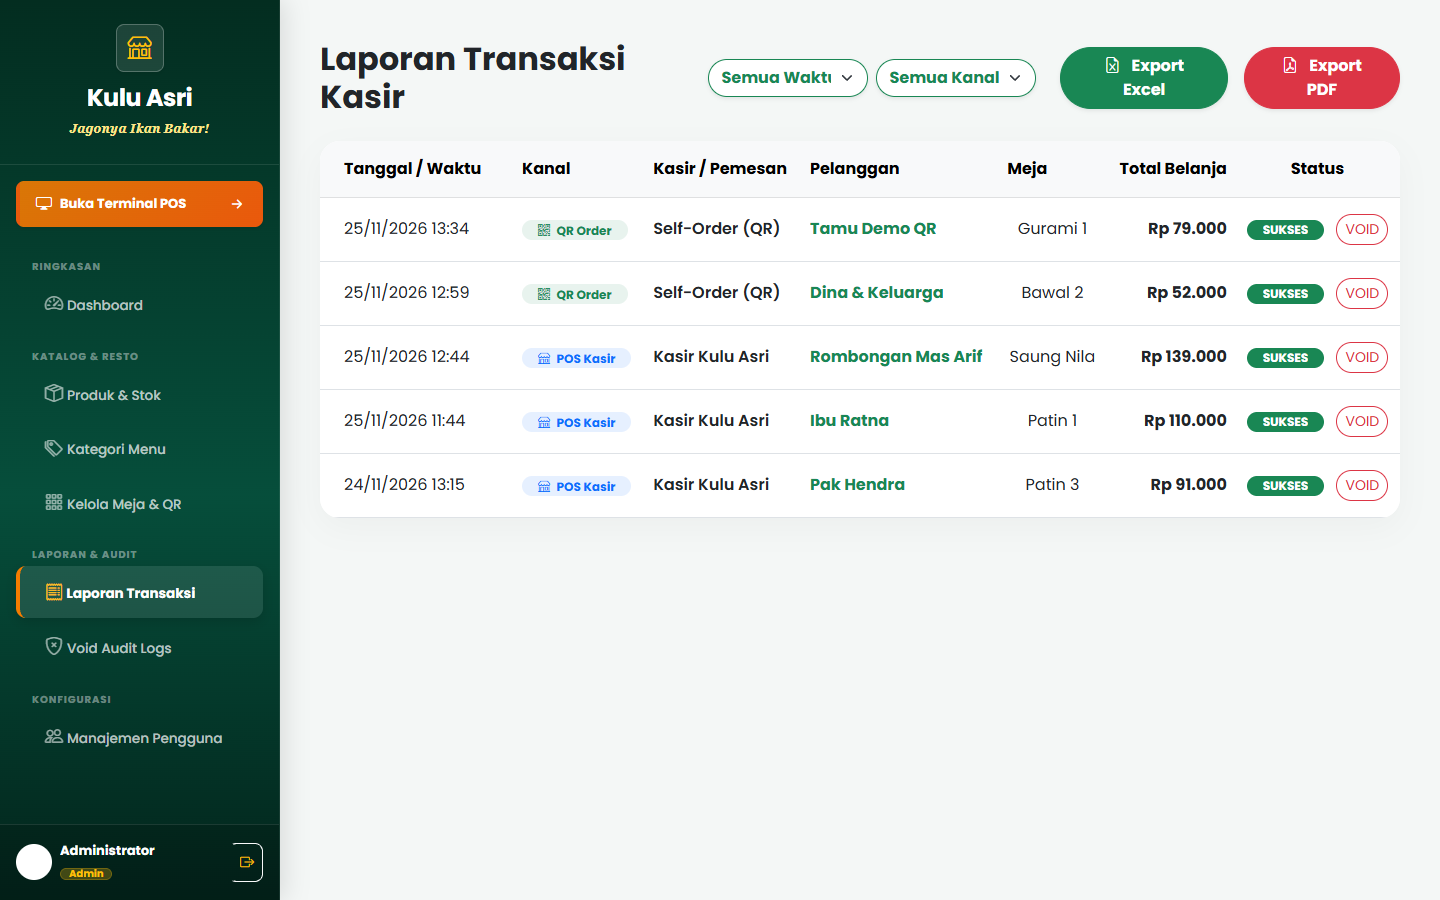 Kulu Asri
Jagonya Ikan Bakar!
Buka Terminal POS
RINGKASAN
Dashboard
KATALOG & RESTO
Produk & Stok
Kategori Menu
Kelola Meja & QR
LAPORAN & AUDIT
Laporan Transaksi
Void Audit Logs
KONFIGURASI
Manajemen Pengguna
Administrator
Admin
Laporan Transaksi
Kasir
Semua Waktu
Semua Kanal
Export
Excel
Export
PDF
Tanggal / Waktu Kanal Kasir / Pemesan Pelanggan Meja Total Belanja Status
25/11/2026 13:34 QR Order Self-Order (QR) Tamu Demo QR Gurami 1 Rp 79.000 SUKSES VOID
25/11/2026 12:59 QR Order Self-Order (QR) Dina & Keluarga Bawal 2 Rp 52.000 SUKSES VOID
25/11/2026 12:44 POS Kasir Kasir Kulu Asri Rombongan Mas Arif Saung Nila Rp 139.000 SUKSES VOID
25/11/2026 11:44 POS Kasir Kasir Kulu Asri Ibu Ratna Patin 1 Rp 110.000 SUKSES VOID
24/11/2026 13:15 POS Kasir Kasir Kulu Asri Pak Hendra Patin 3 Rp 91.000 SUKSES VOID